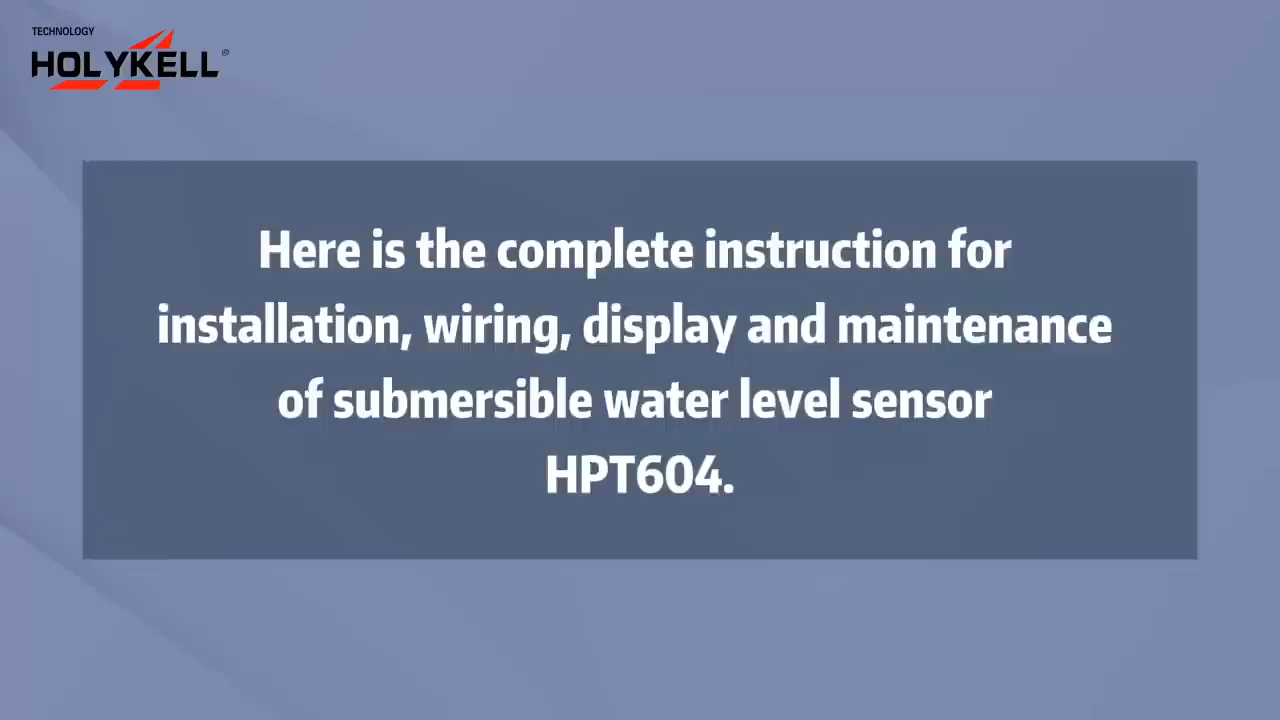 TECHNOLOGY
HOLYKELL®
Here is the complete instruction for
installation, wiring, display and maintenance
of submersible water level sensor
HPT604.